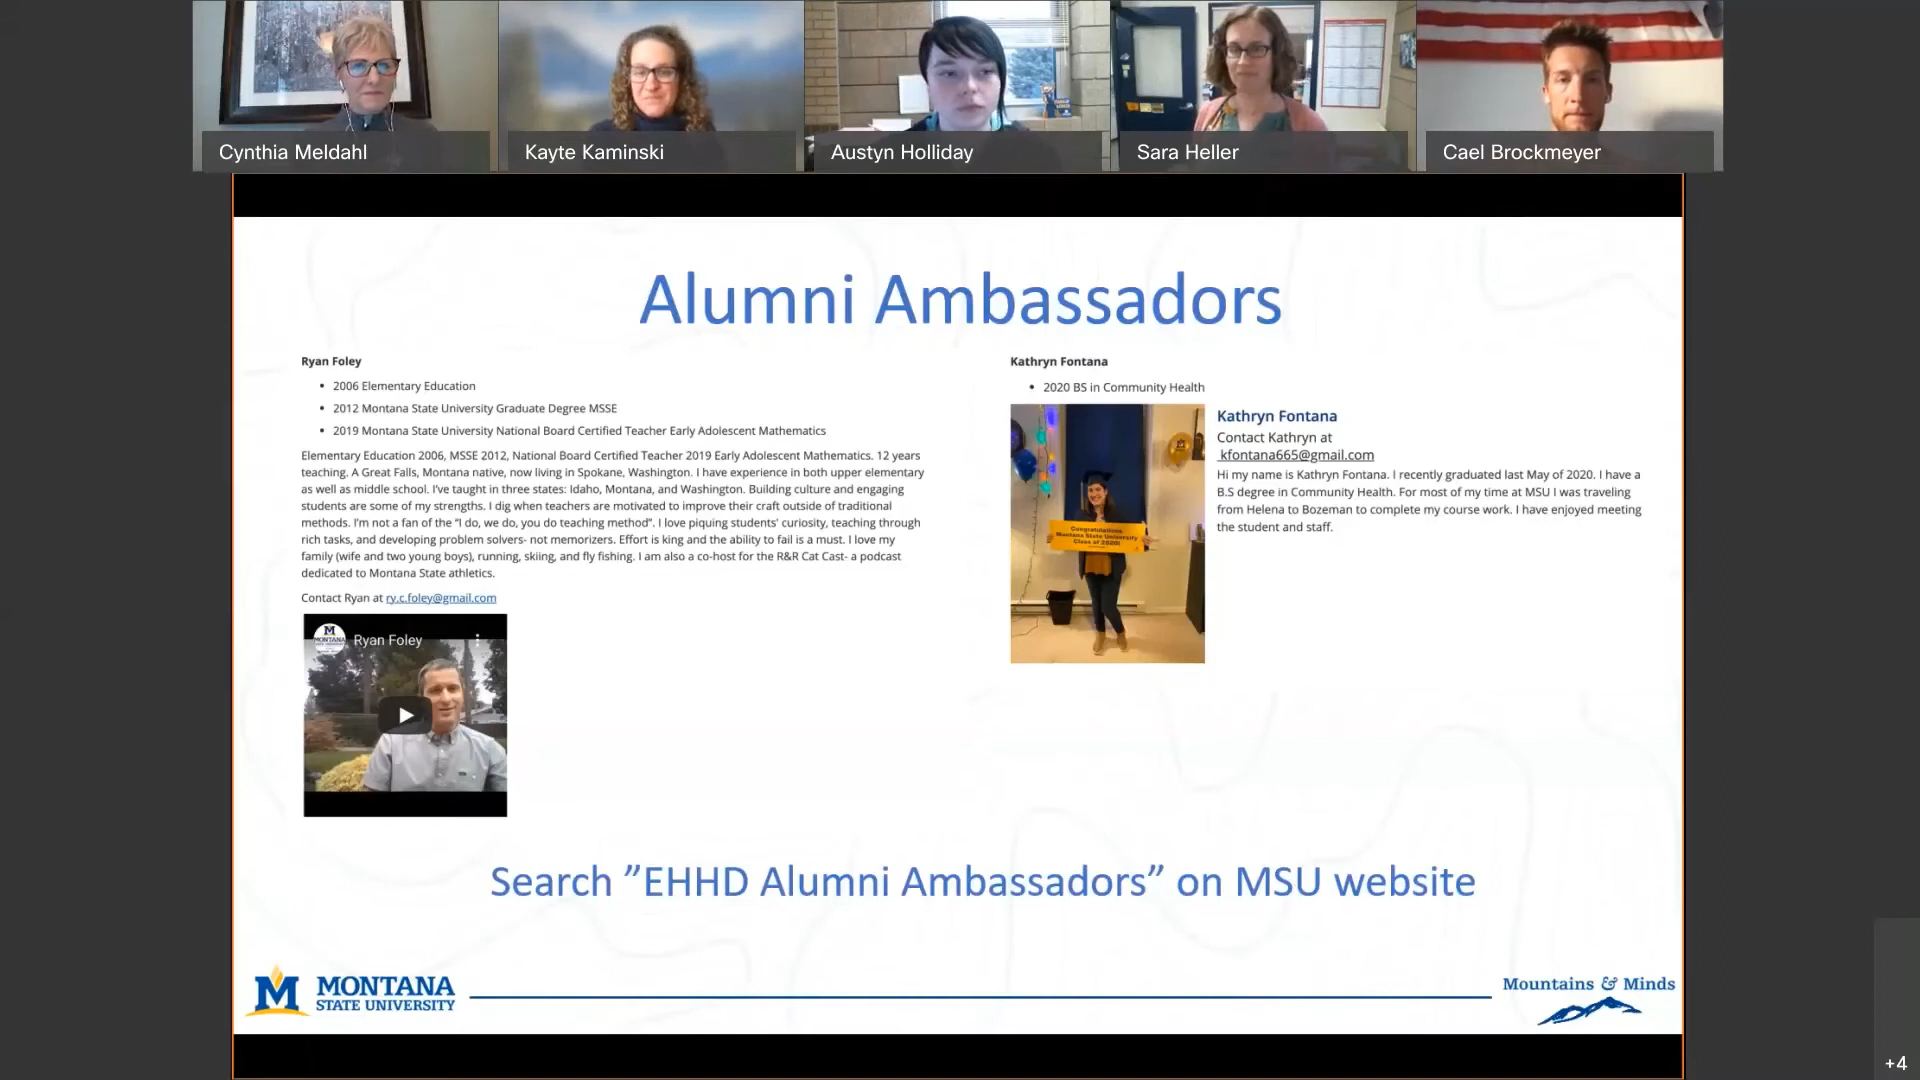 Cynthia Meldahl
Kayte Kaminski
Austyn Holliday
Sara Heller
Cael Brockmeyer
Alumni Ambassadors
Ryan Foley
• 2006 Elementary Education
• 2012 Montana State University Graduate Degree MSSE
• 2019 Montana State University National Board Certified Teacher Early Adolescent Mathematics
Elementary Education 2006, MSSE 2012, National Board Certified Teacher 2019 Early Adolescent Mathematics. 12 years
teaching. A Great Falls, Montana native, now living in Spokane, Washington. I have experience in both upper elementary
as well as middle school. I’ve taught in three states: Idaho, Montana, and Washington. Building culture and engaging
students are some of my strengths. I dig when teachers are motivated to improve their craft outside of traditional
methods. I’m not a fan of the “I do, we do, you do teaching method”. I love piquing students’ curiosity, teaching through
rich tasks, and developing problem solvers- not memorizers. Effort is king and the ability to fail is a must. I love my
family (wife and two young boys), running, skiing, and fly fishing. I am also a co-host for the R&R Cat Cast- a podcast
dedicated to Montana State athletics.
Contact Ryan at ry.c.foley@gmail.com
M
MONTANA
Ryan Foley
Kathryn Fontana
• 2020 BS in Community Health
Congratulations
Montana State University
Class of 2020!
Kathryn Fontana
Contact Kathryn at
kfontana665@gmail.com
Hi my name is Kathryn Fontana. I recently graduated last May of 2020. I have a
B.S degree in Community Health. For most of my time at MSU I was traveling
from Helena to Bozeman to complete my course work. I have enjoyed meeting
the student and staff.
Search ”EHHD Alumni Ambassadors” on MSU website
M MONTANA
STATE UNIVERSITY
Mountains & Minds
+4